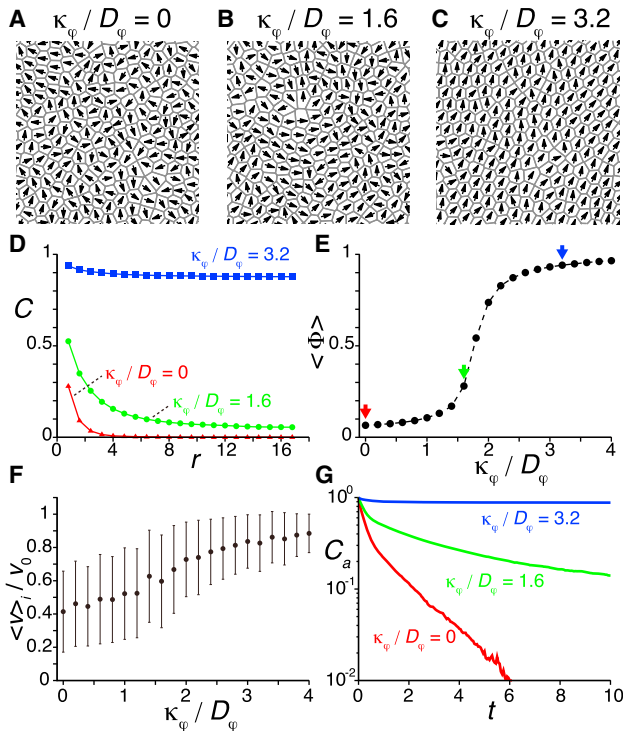 A κφ / Dφ = 0
B κφ / Dφ = 1.6
C κφ / Dφ = 3.2
D
1
0.5
0
C
0 4 8 12 16
r
κφ / Dφ = 3.2
κφ / Dφ = 0
κφ / Dφ = 1.6
E
1
0.5
0
<Φ>
0 1 2 3 4
κφ / Dφ
F
1
0.8
0.6
0.4
0.2
0
<v>i / v0
0 1 2 3 4
κφ / Dφ
G
10^0
10^-1
10^-2
Ca
0 2 4 6 8 10
t
κφ / Dφ = 3.2
κφ / Dφ = 1.6
κφ / Dφ = 0